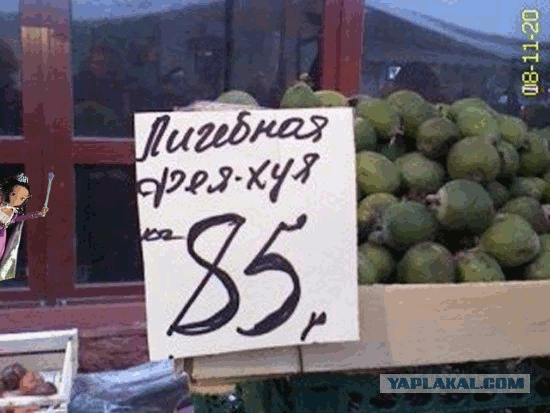 Лигебная
фея-хуя
кг 85 р
08-11-20
YAPLAKAL.COM